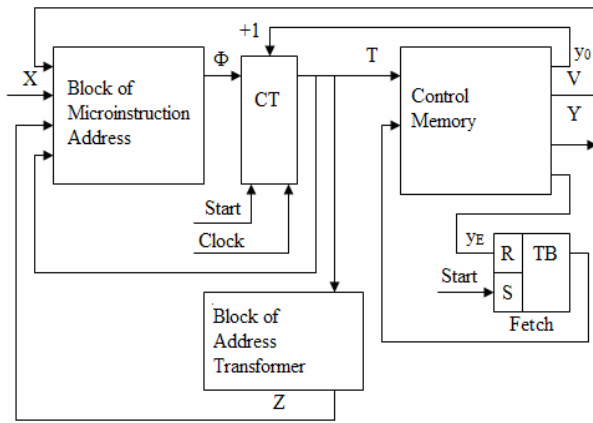 +1
y0
X
Φ
T
V
Block of
Microinstruction
Address
CT
Control
Memory
Y
Start
Clock
yE
R
TB
Start
S
Fetch
Block of
Address
Transformer
Z